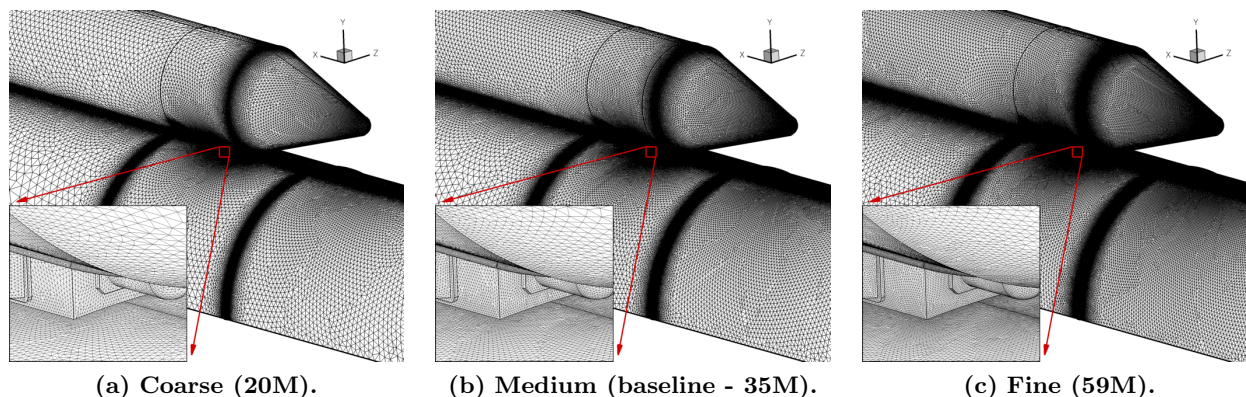 Y
X
Z
Y
X
Z
Y
X
Z
(a) Coarse (20M).
(b) Medium (baseline - 35M).
(c) Fine (59M).